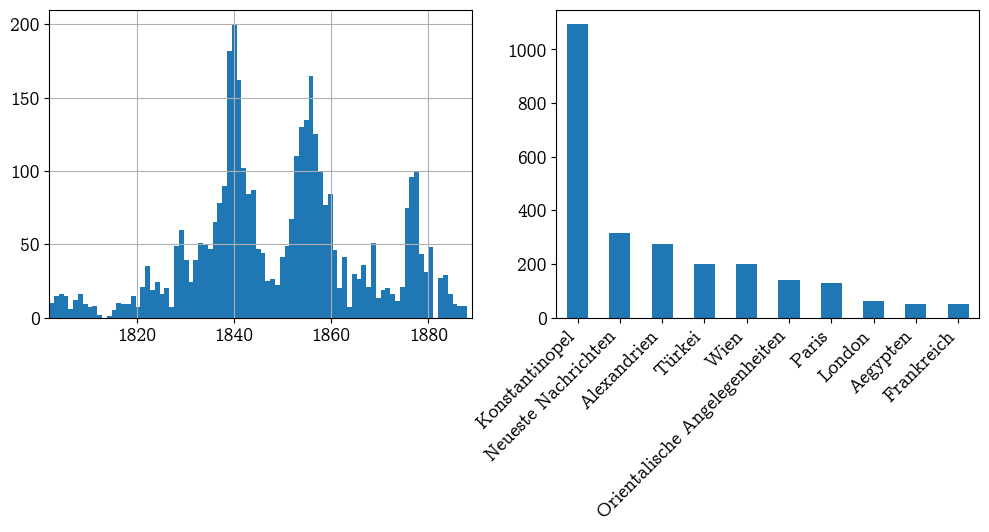 200
150
100
50
0
1820 1840 1860 1880
1000
800
600
400
200
0
Konstantinopel
Neueste Nachrichten
Alexandrien
Türkei
Wien
Orientalische Angelegenheiten
Paris
London
Aegypten
Frankreich